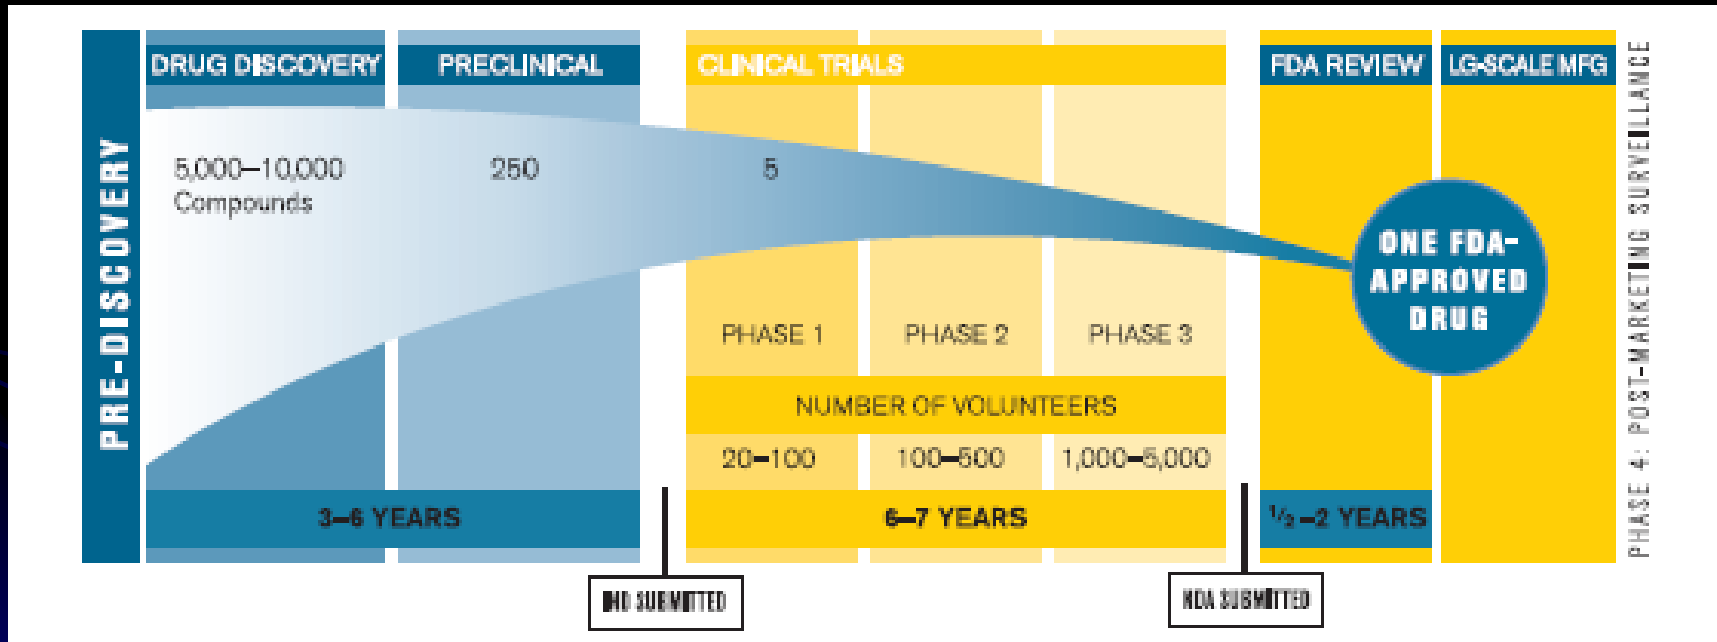 PRE-DISCOVERY
DRUG DISCOVERY
PRECLINICAL
CLINICAL TRIALS
FDA REVIEW
LG-SCALE MFG
5,000–10,000
Compounds
250
5
PHASE 1
PHASE 2
PHASE 3
NUMBER OF VOLUNTEERS
20–100
100–500
1,000–5,000
ONE FDA-
APPROVED
DRUG
3–6 YEARS
6–7 YEARS
½–2 YEARS
IND SUBMITTED
NDA SUBMITTED
PHASE 4: POST-MARKETING SURVEILLANCE